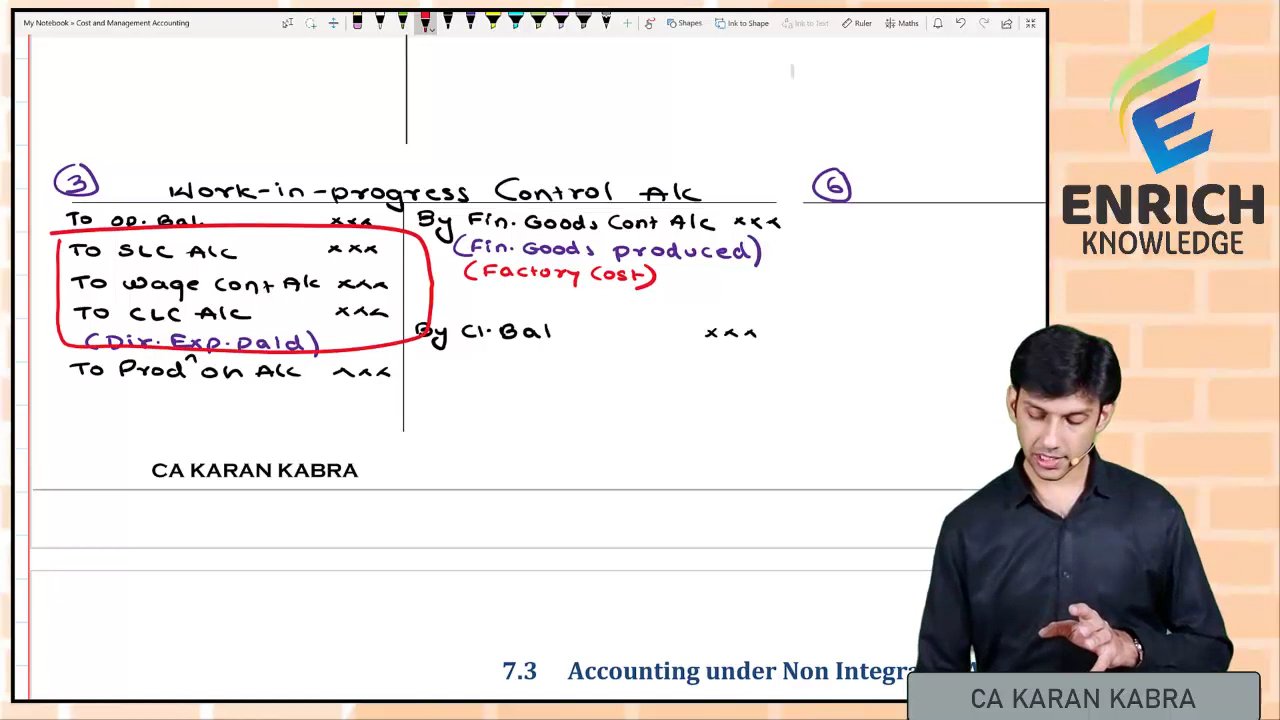 My Notebook » Cost and Management Accounting
Shapes
Ink to Shape
Ink to Text
Ruler
Maths
E
ENRICH
KNOWLEDGE
3
Work-in-progress Control A/c
6
To op. Bal xxx
By Fin. Goods Cont A/c xxx
To SLC A/c xxx
(Fin. Goods produced)
To wage Cont A/c xxx
(Factory Cost)
To CLC A/c xxx
(Dir. Exp. paid)
By Cl. Bal xxx
To Prodⁿ OH A/c xxx
CA KARAN KABRA
7.3 Accounting under Non Integra
CA KARAN KABRA